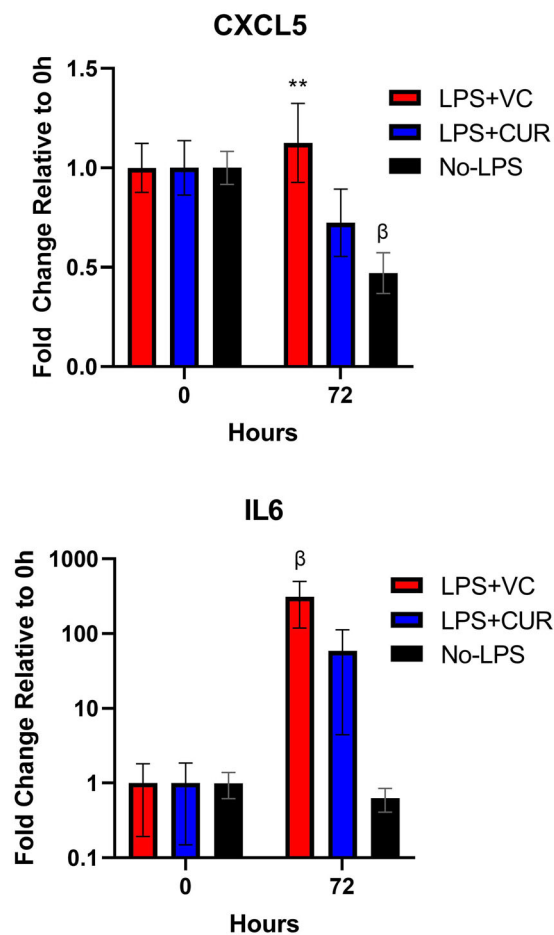 CXCL5
Fold Change Relative to 0h
1.5
1.0
0.5
0.0
**
β
LPS+VC
LPS+CUR
No-LPS
0
72
Hours
IL6
Fold Change Relative to 0h
1000
100
10
1
0.1
β
LPS+VC
LPS+CUR
No-LPS
0
72
Hours